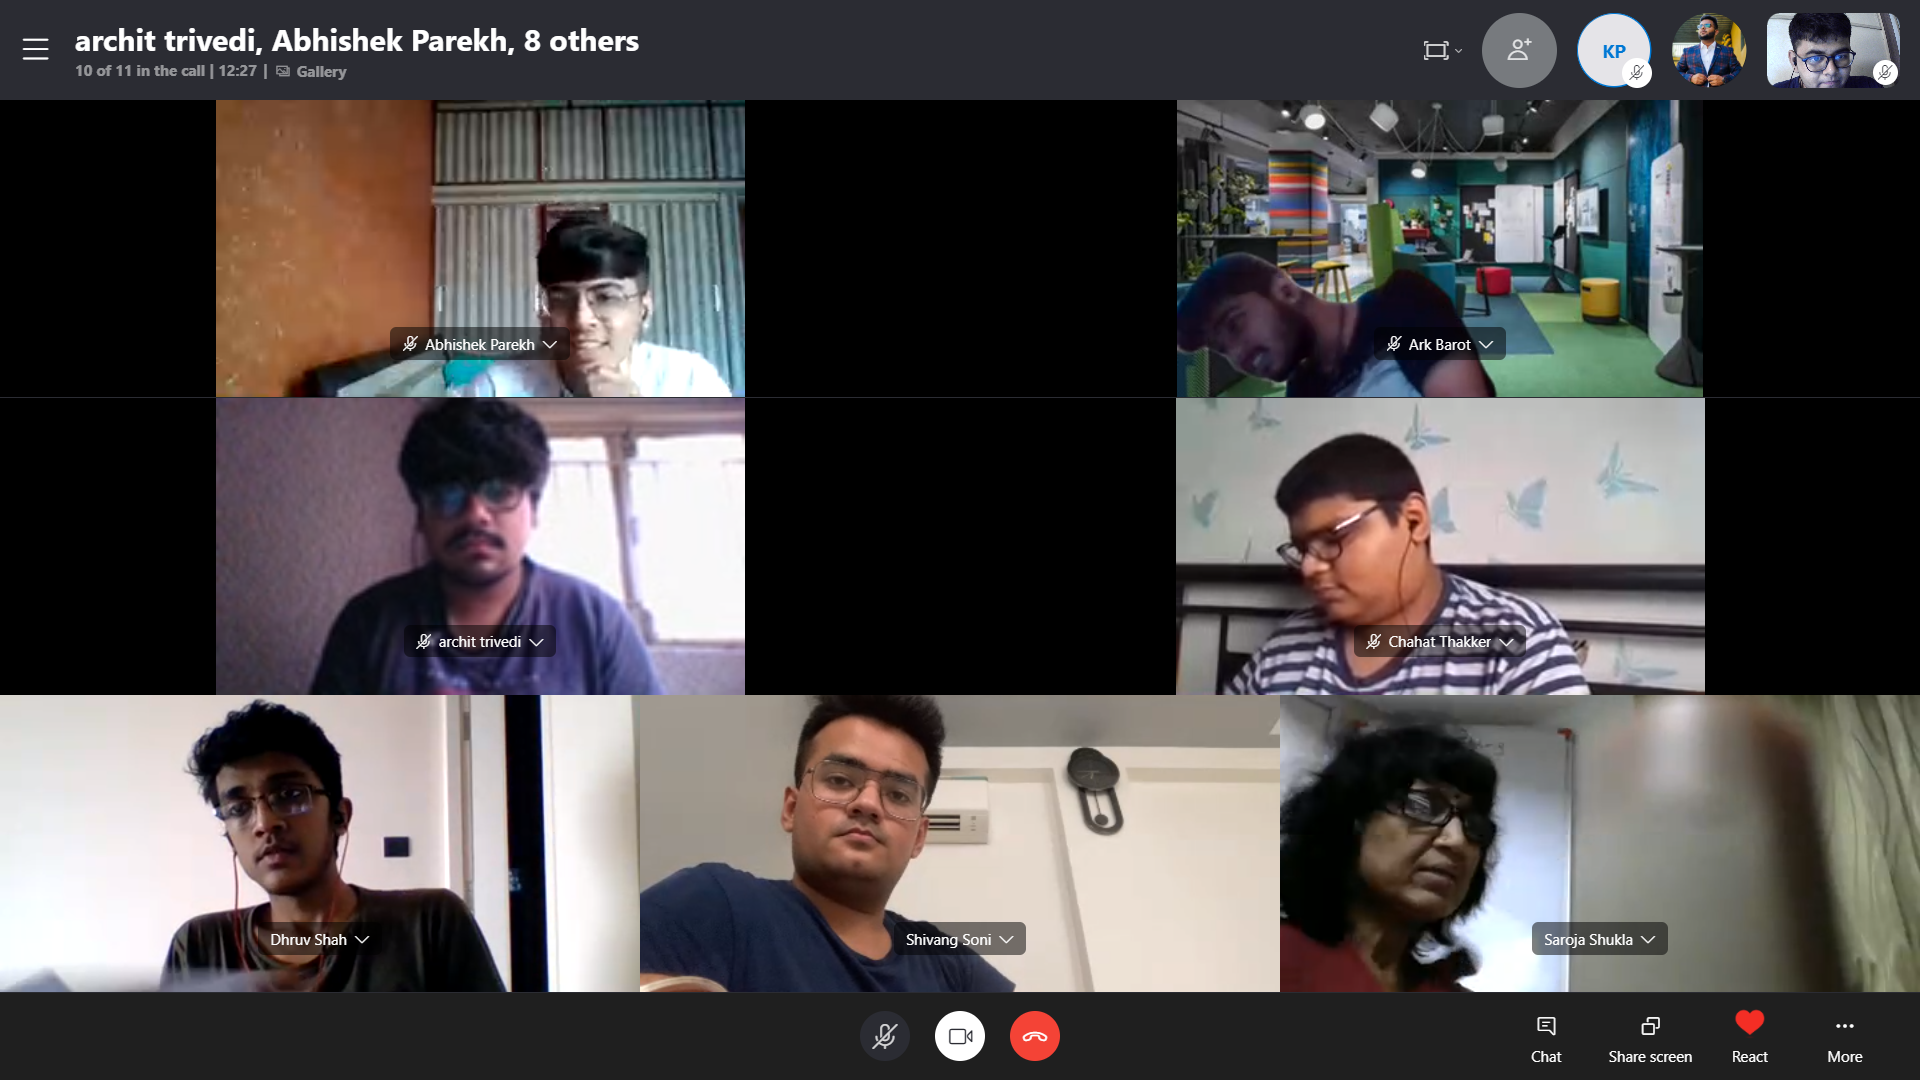 archit trivedi, Abhishek Parekh, 8 others
10 of 11 in the call | 12:27 | Gallery
KP
Abhishek Parekh
Ark Barot
archit trivedi
Chahat Thakker
Dhruv Shah
Shivang Soni
Saroja Shukla
Chat
Share screen
React
More